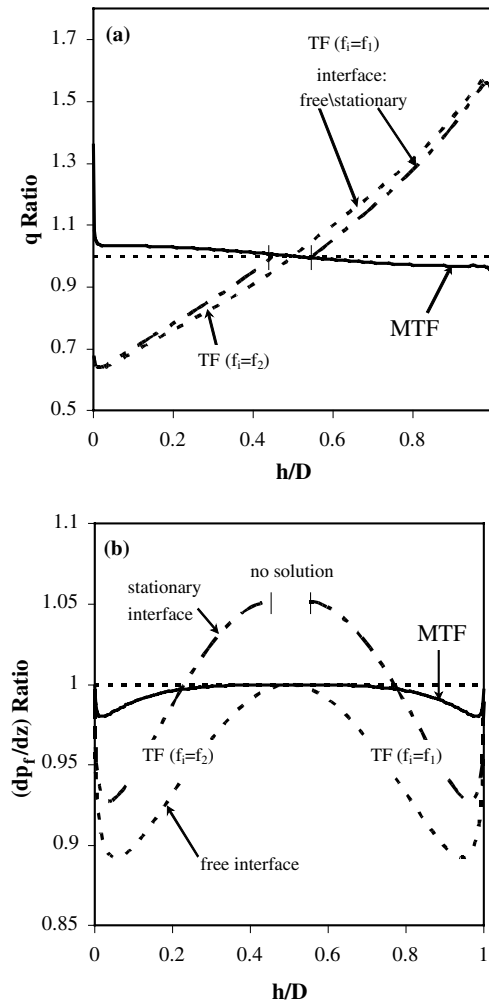 (a)
TF (fi=f1)
interface:
free\stationary
1.7
1.5
1.3
1.1
0.9
0.7
0.5
q Ratio
MTF
TF (fi=f2)
0 0.2 0.4 0.6 0.8
h/D
(b)
1.1
1.05
1
0.95
0.9
0.85
(dpf/dz) Ratio
no solution
stationary
interface
MTF
TF (fi=f2)
TF (fi=f1)
free interface
0 0.2 0.4 0.6 0.8 1
h/D